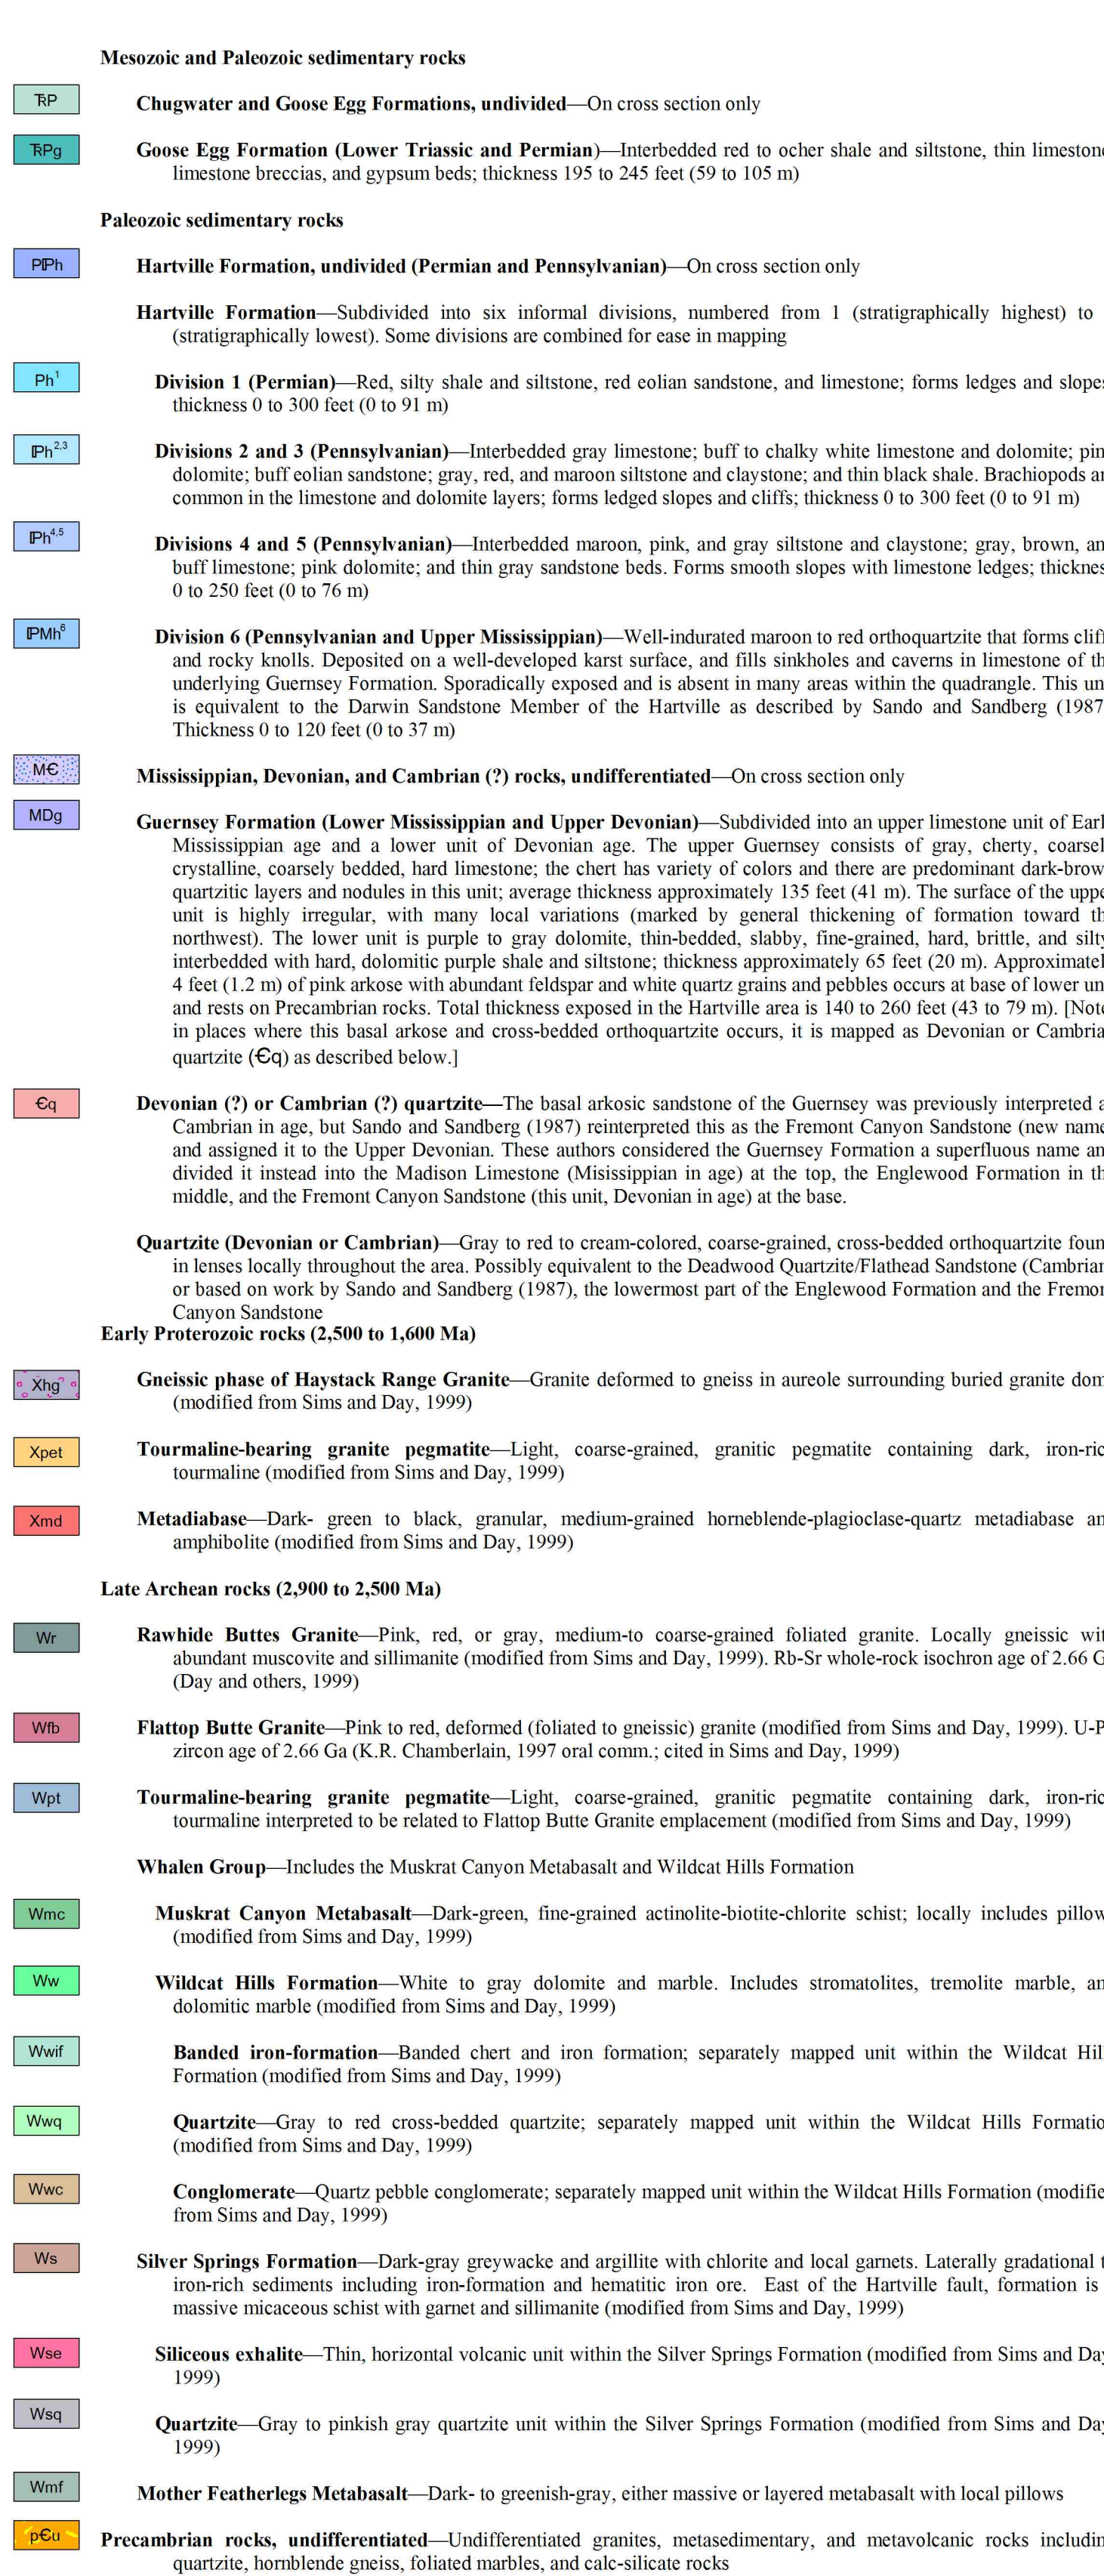 Mesozoic and Paleozoic sedimentary rocks
TRP
Chugwater and Goose Egg Formations, undivided—On cross section only
TRPg
Goose Egg Formation (Lower Triassic and Permian)—Interbedded red to ocher shale and siltstone, thin limestone
limestone breccias, and gypsum beds; thickness 195 to 245 feet (59 to 105 m)
Paleozoic sedimentary rocks
Pℙh
Hartville Formation, undivided (Permian and Pennsylvanian)—On cross section only
Hartville Formation—Subdivided into six informal divisions, numbered from 1 (stratigraphically highest) to
(stratigraphically lowest). Some divisions are combined for ease in mapping
Ph¹
Division 1 (Permian)—Red, silty shale and siltstone, red eolian sandstone, and limestone; forms ledges and slopes
thickness 0 to 300 feet (0 to 91 m)
ℙh²,³
Divisions 2 and 3 (Pennsylvanian)—Interbedded gray limestone; buff to chalky white limestone and dolomite; pin
dolomite; buff eolian sandstone; gray, red, and maroon siltstone and claystone; and thin black shale. Brachiopods a
common in the limestone and dolomite layers; forms ledged slopes and cliffs; thickness 0 to 300 feet (0 to 91 m)
ℙh⁴,⁵
Divisions 4 and 5 (Pennsylvanian)—Interbedded maroon, pink, and gray siltstone and claystone; gray, brown, an
buff limestone; pink dolomite; and thin gray sandstone beds. Forms smooth slopes with limestone ledges; thicknes
0 to 250 feet (0 to 76 m)
ℙMh⁶
Division 6 (Pennsylvanian and Upper Mississippian)—Well-indurated maroon to red orthoquartzite that forms cliff
and rocky knolls. Deposited on a well-developed karst surface, and fills sinkholes and caverns in limestone of th
underlying Guernsey Formation. Sporadically exposed and is absent in many areas within the quadrangle. This un
is equivalent to the Darwin Sandstone Member of the Hartville as described by Sando and Sandberg (1987
Thickness 0 to 120 feet (0 to 37 m)
MЄ
Mississippian, Devonian, and Cambrian (?) rocks, undifferentiated—On cross section only
MDg
Guernsey Formation (Lower Mississippian and Upper Devonian)—Subdivided into an upper limestone unit of Earl
Mississippian age and a lower unit of Devonian age. The upper Guernsey consists of gray, cherty, coarsel
crystalline, coarsely bedded, hard limestone; the chert has variety of colors and there are predominant dark-brow
quartzitic layers and nodules in this unit; average thickness approximately 135 feet (41 m). The surface of the uppe
unit is highly irregular, with many local variations (marked by general thickening of formation toward th
northwest). The lower unit is purple to gray dolomite, thin-bedded, slabby, fine-grained, hard, brittle, and silty
interbedded with hard, dolomitic purple shale and siltstone; thickness approximately 65 feet (20 m). Approximatel
4 feet (1.2 m) of pink arkose with abundant feldspar and white quartz grains and pebbles occurs at base of lower un
and rests on Precambrian rocks. Total thickness exposed in the Hartville area is 140 to 260 feet (43 to 79 m). [Note
in places where this basal arkose and cross-bedded orthoquartzite occurs, it is mapped as Devonian or Cambria
quartzite (Єq) as described below.]
Єq
Devonian (?) or Cambrian (?) quartzite—The basal arkosic sandstone of the Guernsey was previously interpreted a
Cambrian in age, but Sando and Sandberg (1987) reinterpreted this as the Fremont Canyon Sandstone (new name
and assigned it to the Upper Devonian. These authors considered the Guernsey Formation a superfluous name an
divided it instead into the Madison Limestone (Misissippian in age) at the top, the Englewood Formation in th
middle, and the Fremont Canyon Sandstone (this unit, Devonian in age) at the base.
Quartzite (Devonian or Cambrian)—Gray to red to cream-colored, coarse-grained, cross-bedded orthoquartzite foun
in lenses locally throughout the area. Possibly equivalent to the Deadwood Quartzite/Flathead Sandstone (Cambrian
or based on work by Sando and Sandberg (1987), the lowermost part of the Englewood Formation and the Fremon
Canyon Sandstone
Early Proterozoic rocks (2,500 to 1,600 Ma)
Xhg
Gneissic phase of Haystack Range Granite—Granite deformed to gneiss in aureole surrounding buried granite dom
(modified from Sims and Day, 1999)
Xpet
Tourmaline-bearing granite pegmatite—Light, coarse-grained, granitic pegmatite containing dark, iron-ric
tourmaline (modified from Sims and Day, 1999)
Xmd
Metadiabase—Dark- green to black, granular, medium-grained horneblende-plagioclase-quartz metadiabase an
amphibolite (modified from Sims and Day, 1999)
Late Archean rocks (2,900 to 2,500 Ma)
Wr
Rawhide Buttes Granite—Pink, red, or gray, medium-to coarse-grained foliated granite. Locally gneissic wit
abundant muscovite and sillimanite (modified from Sims and Day, 1999). Rb-Sr whole-rock isochron age of 2.66 G
(Day and others, 1999)
Wfb
Flattop Butte Granite—Pink to red, deformed (foliated to gneissic) granite (modified from Sims and Day, 1999). U-P
zircon age of 2.66 Ga (K.R. Chamberlain, 1997 oral comm.; cited in Sims and Day, 1999)
Wpt
Tourmaline-bearing granite pegmatite—Light, coarse-grained, granitic pegmatite containing dark, iron-ric
tourmaline interpreted to be related to Flattop Butte Granite emplacement (modified from Sims and Day, 1999)
Whalen Group—Includes the Muskrat Canyon Metabasalt and Wildcat Hills Formation
Wmc
Muskrat Canyon Metabasalt—Dark-green, fine-grained actinolite-biotite-chlorite schist; locally includes pillow
(modified from Sims and Day, 1999)
Ww
Wildcat Hills Formation—White to gray dolomite and marble. Includes stromatolites, tremolite marble, an
dolomitic marble (modified from Sims and Day, 1999)
Wwif
Banded iron-formation—Banded chert and iron formation; separately mapped unit within the Wildcat Hil
Formation (modified from Sims and Day, 1999)
Wwq
Quartzite—Gray to red cross-bedded quartzite; separately mapped unit within the Wildcat Hills Formatio
(modified from Sims and Day, 1999)
Wwc
Conglomerate—Quartz pebble conglomerate; separately mapped unit within the Wildcat Hills Formation (modifie
from Sims and Day, 1999)
Ws
Silver Springs Formation—Dark-gray greywacke and argillite with chlorite and local garnets. Laterally gradational t
iron-rich sediments including iron-formation and hematitic iron ore. East of the Hartville fault, formation is
massive micaceous schist with garnet and sillimanite (modified from Sims and Day, 1999)
Wse
Siliceous exhalite—Thin, horizontal volcanic unit within the Silver Springs Formation (modified from Sims and Day
1999)
Wsq
Quartzite—Gray to pinkish gray quartzite unit within the Silver Springs Formation (modified from Sims and Day
1999)
Wmf
Mother Featherlegs Metabasalt—Dark- to greenish-gray, either massive or layered metabasalt with local pillows
pЄu
Precambrian rocks, undifferentiated—Undifferentiated granites, metasedimentary, and metavolcanic rocks includin
quartzite, hornblende gneiss, foliated marbles, and calc-silicate rocks